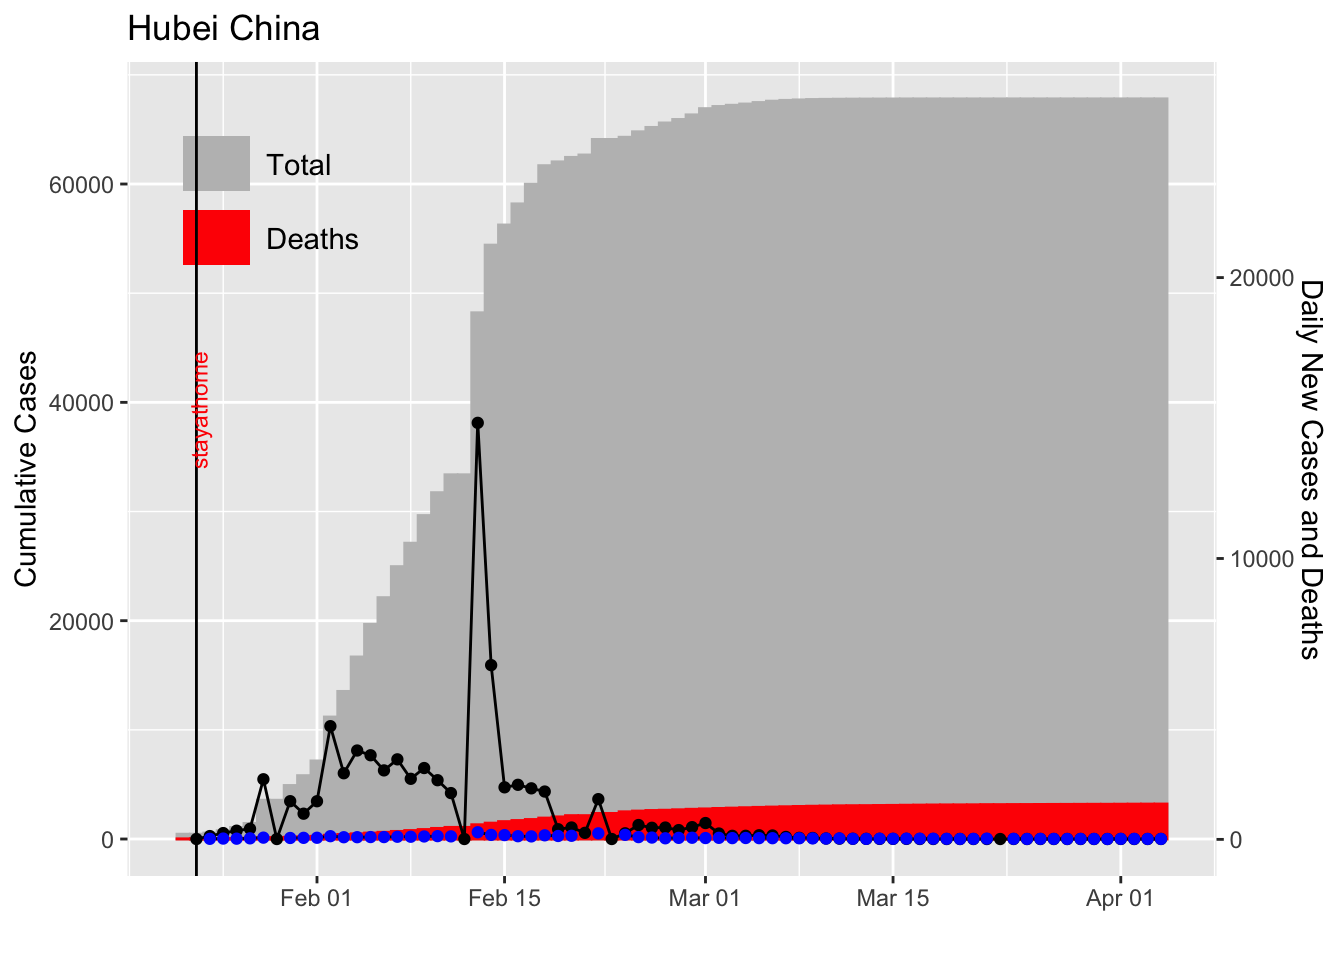 Hubei China
Total
Deaths
stayathome
Cumulative Cases
60000
40000
20000
0
20000
10000
0
Daily New Cases and Deaths
Feb 01
Feb 15
Mar 01
Mar 15
Apr 01